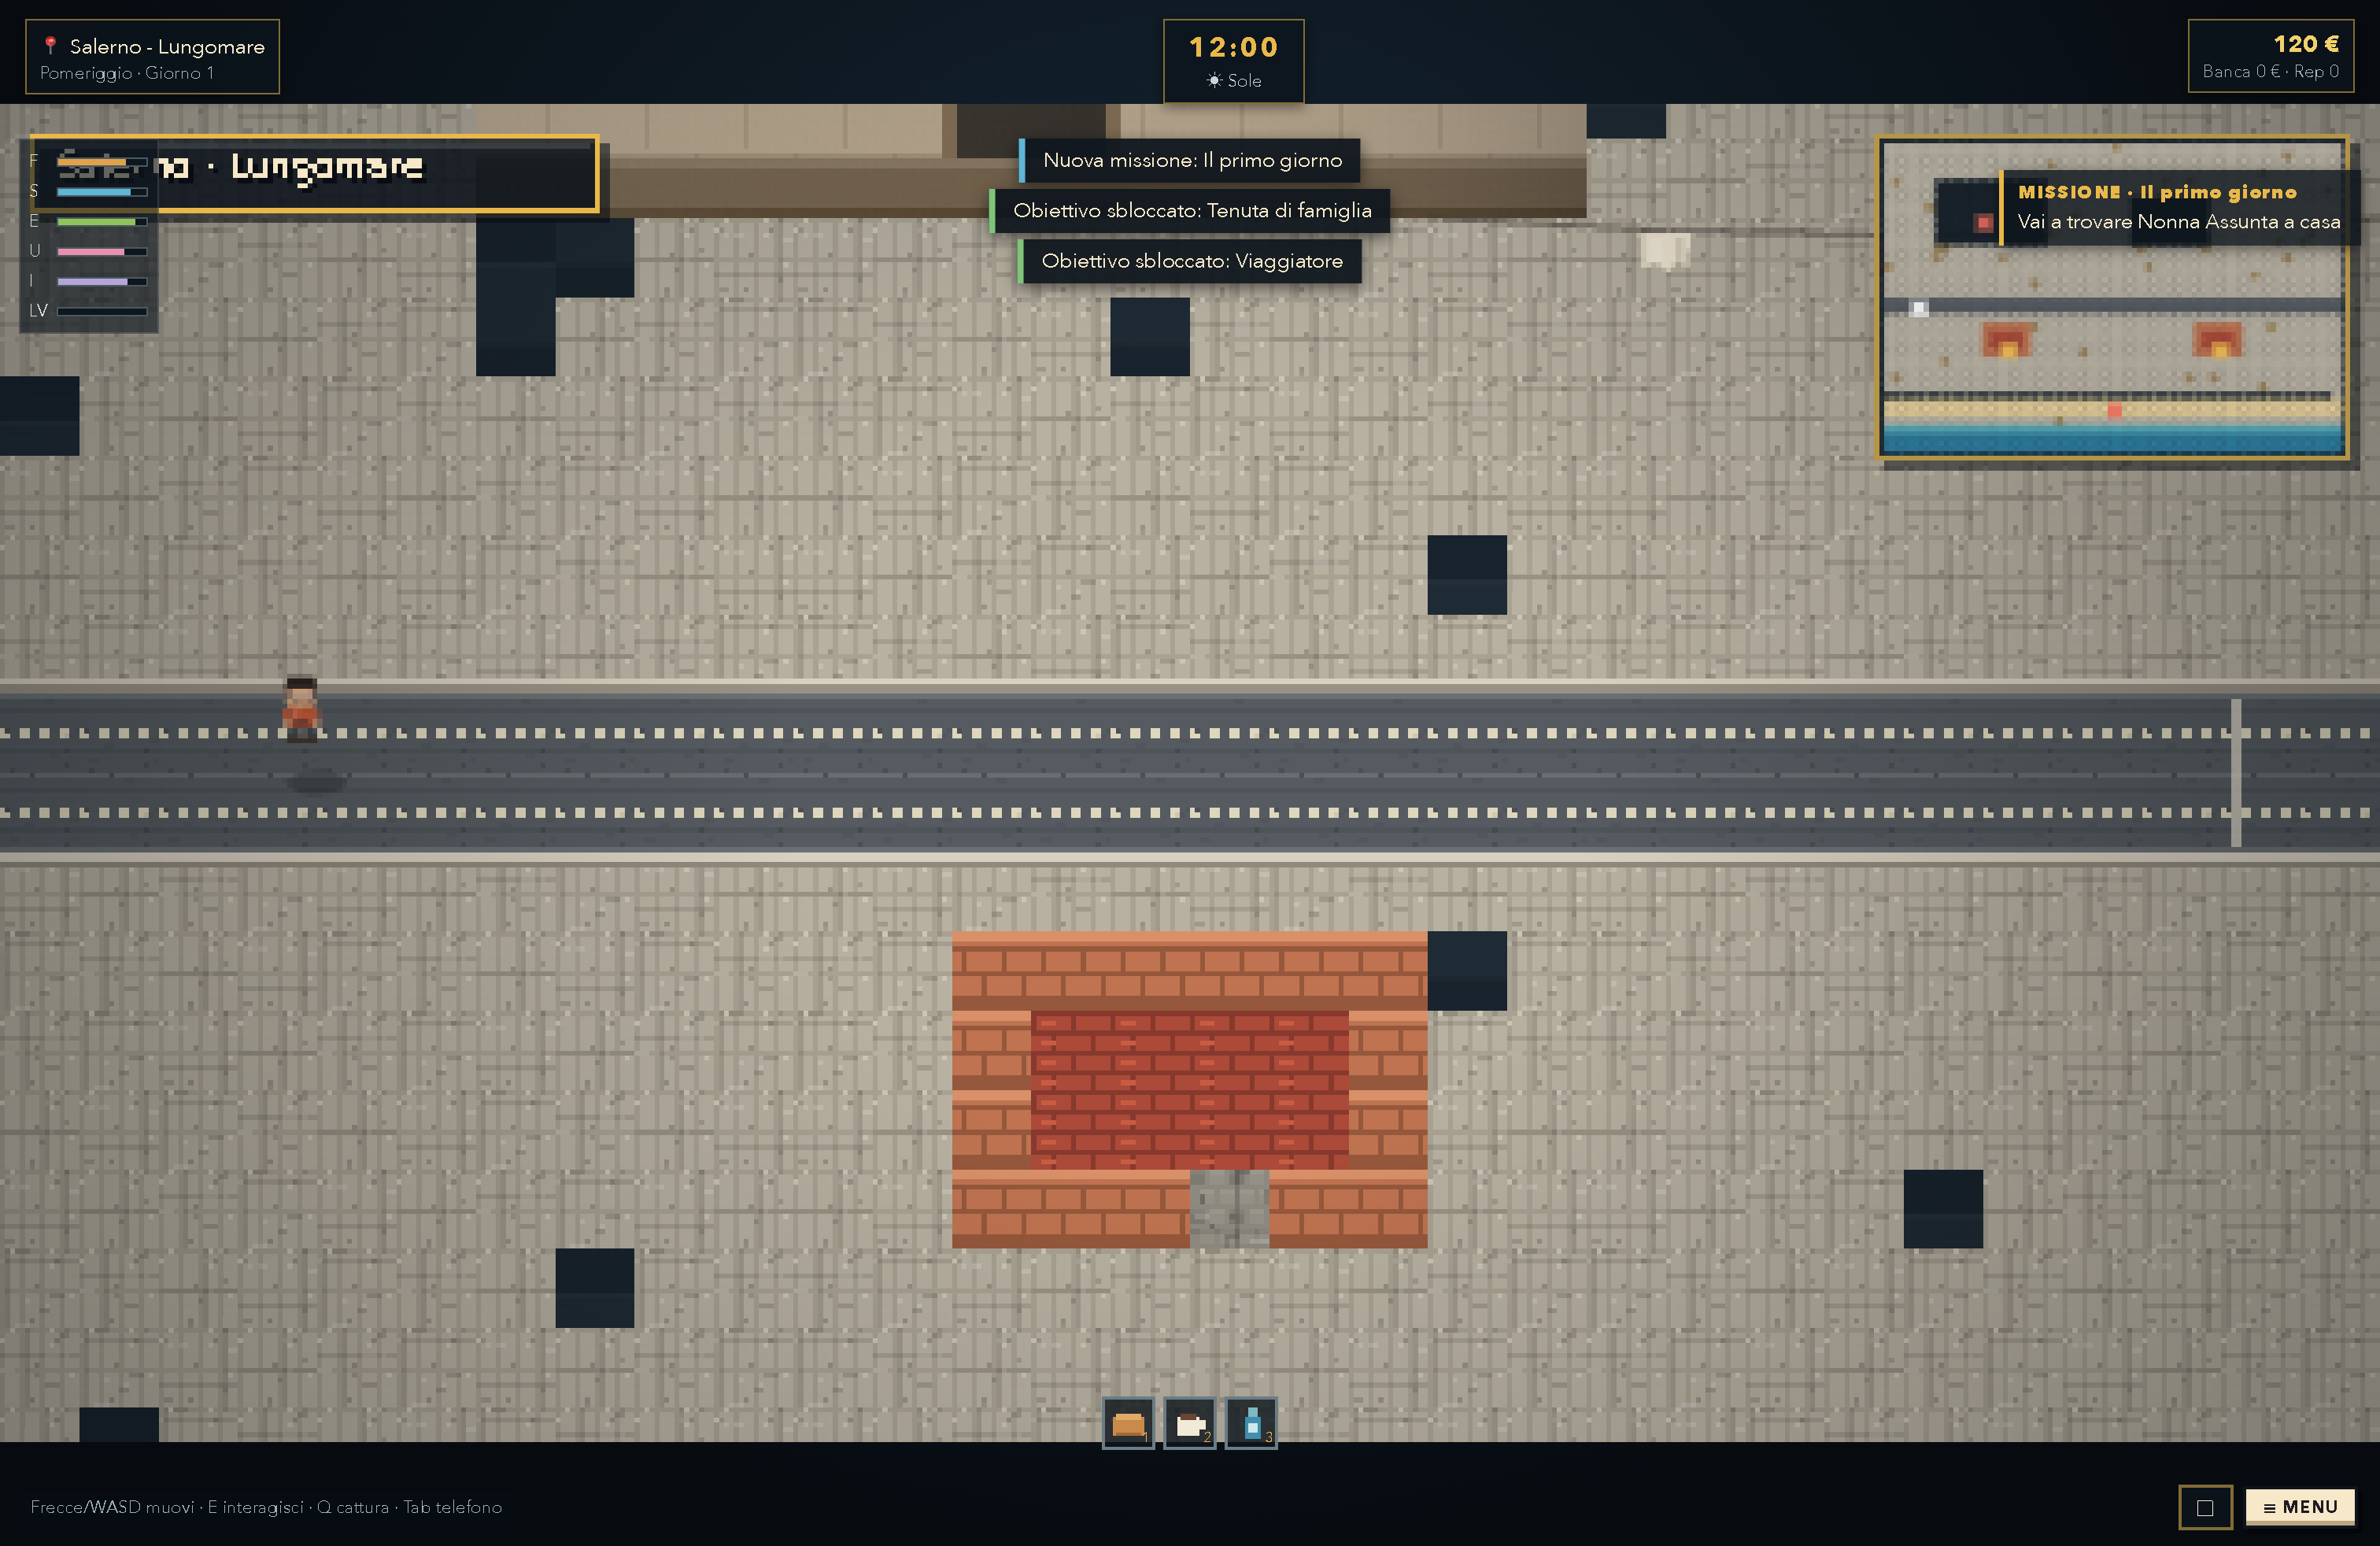 📍 Salerno - Lungomare
Pomeriggio · Giorno 1
12:00
☀ Sole
120 €
Banca 0 € · Rep 0
· Lungomare
F
S
E
U
I
LV
Nuova missione: Il primo giorno
Obiettivo sbloccato: Tenuta di famiglia
Obiettivo sbloccato: Viaggiatore
MISSIONE · Il primo giorno
Vai a trovare Nonna Assunta a casa
1
2
3
Frecce/WASD muovi · E interagisci · Q cattura · Tab telefono
≡ MENU